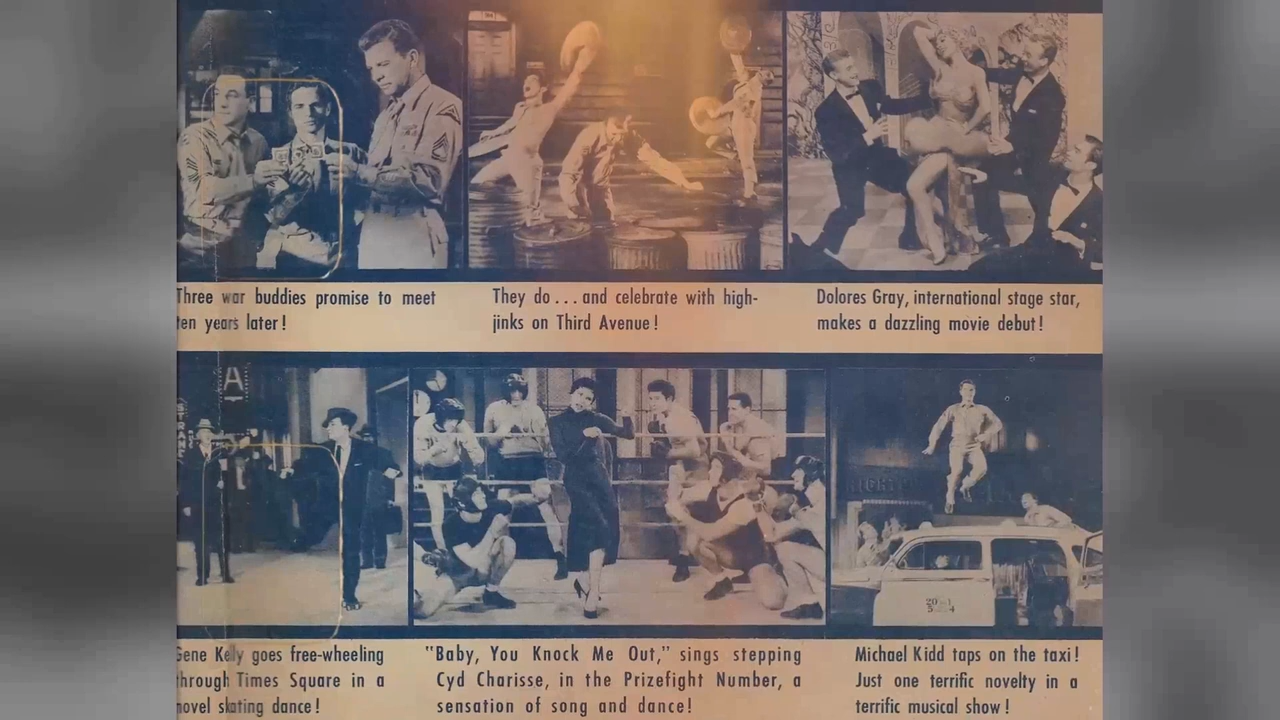 Three war buddies promise to meet
ten years later!
They do...and celebrate with high-
jinks on Third Avenue!
Dolores Gray, international stage star,
makes a dazzling movie debut!
A
Gene Kelly goes free-wheeling
through Times Square in a
novel skating dance!
"Baby, You Knock Me Out," sings stepping
Cyd Charisse, in the Prizefight Number, a
sensation of song and dance!
Michael Kidd taps on the taxi!
Just one terrific novelty in a
terrific musical show!